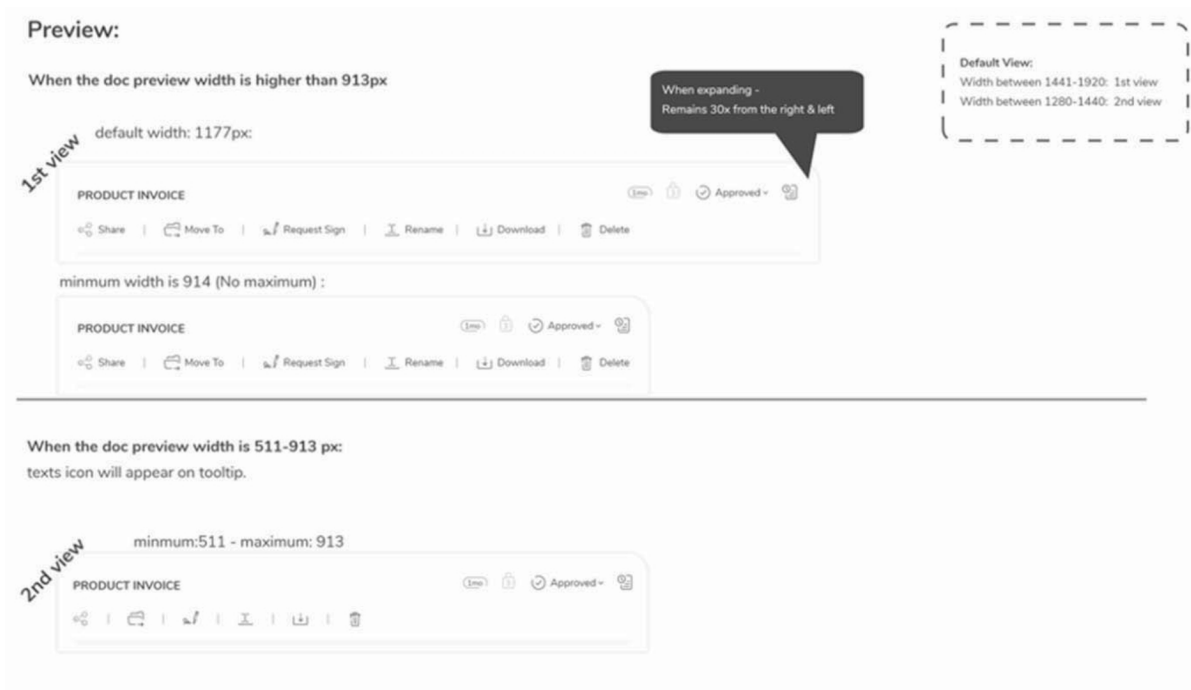 Preview:
When the doc preview width is higher than 913px
When expanding -
Remains 30x from the right & left
Default View:
Width between 1441-1920: 1st view
Width between 1280-1440: 2nd view
1st view
default width: 1177px:
PRODUCT INVOICE
1mo
Approved
Share | Move To | Request Sign | Rename | Download | Delete
minmum width is 914 (No maximum) :
PRODUCT INVOICE
1mo
Approved
Share | Move To | Request Sign | Rename | Download | Delete
When the doc preview width is 511-913 px:
texts icon will appear on tooltip.
2nd view
minmum:511 - maximum: 913
PRODUCT INVOICE
1mo
Approved